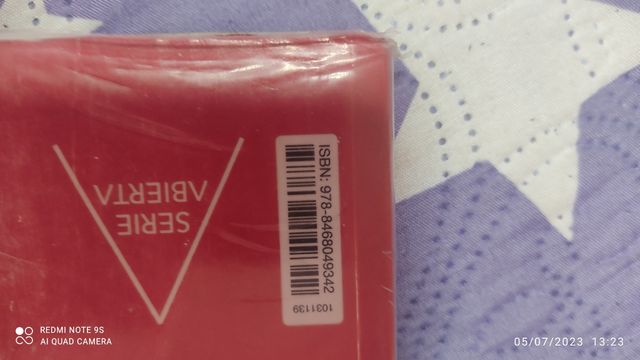 SERIE
ABIERTA
ISBN: 978-8468049342
1031139
REDMI NOTE 9S
AI QUAD CAMERA
05/07/2023 13:23